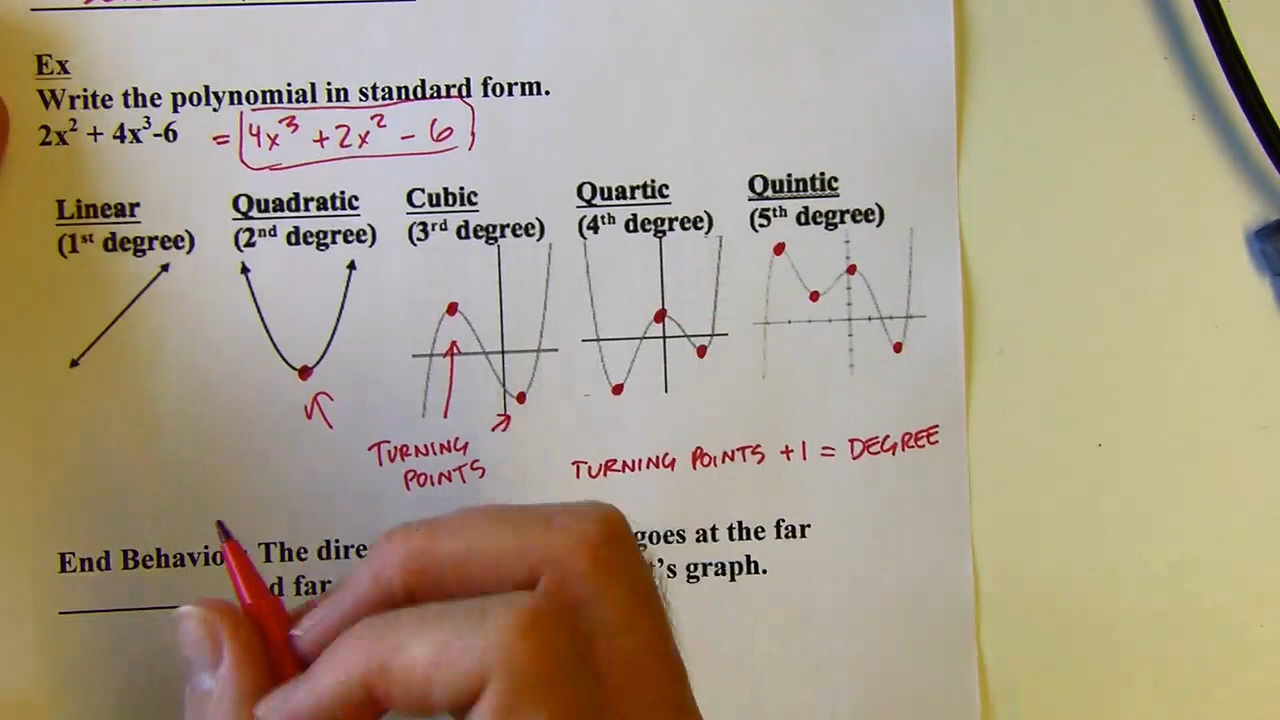 Ex
Write the polynomial in standard form.
2x² + 4x³-6 = 4x³ + 2x² - 6
Linear
(1st degree)
Quadratic
(2nd degree)
Cubic
(3rd degree)
Quartic
(4th degree)
Quintic
(5th degree)
TURNING
POINTS
TURNING POINTS + 1 = DEGREE
End Behavio The dire goes at the far
d far 's graph.